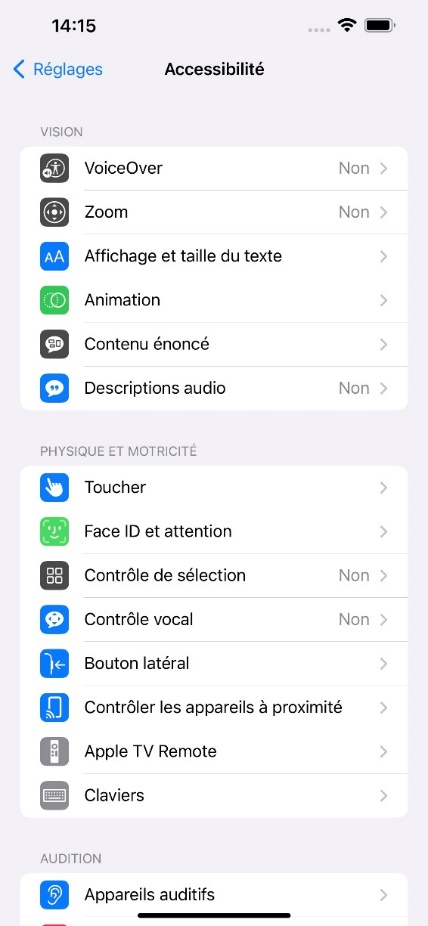 14:15
Réglages
Accessibilité
VISION
VoiceOver Non
Zoom Non
Affichage et taille du texte
AA
Animation
Contenu énoncé
Descriptions audio Non
PHYSIQUE ET MOTRICITÉ
Toucher
Face ID et attention
Contrôle de sélection Non
Contrôle vocal Non
Bouton latéral
Contrôler les appareils à proximité
Apple TV Remote
Claviers
AUDITION
Appareils auditifs